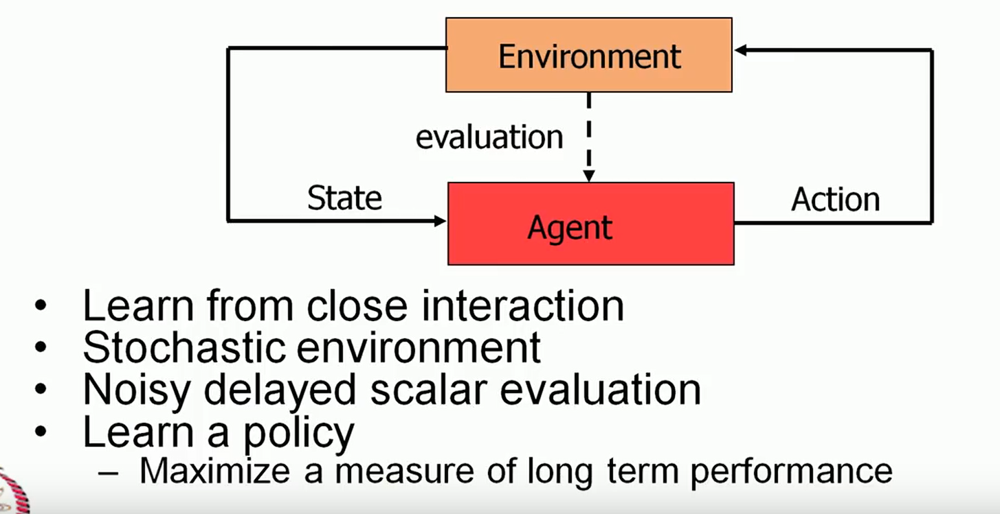 Environment
evaluation
State
Action
Agent
• Learn from close interaction
• Stochastic environment
• Noisy delayed scalar evaluation
• Learn a policy
– Maximize a measure of long term performance